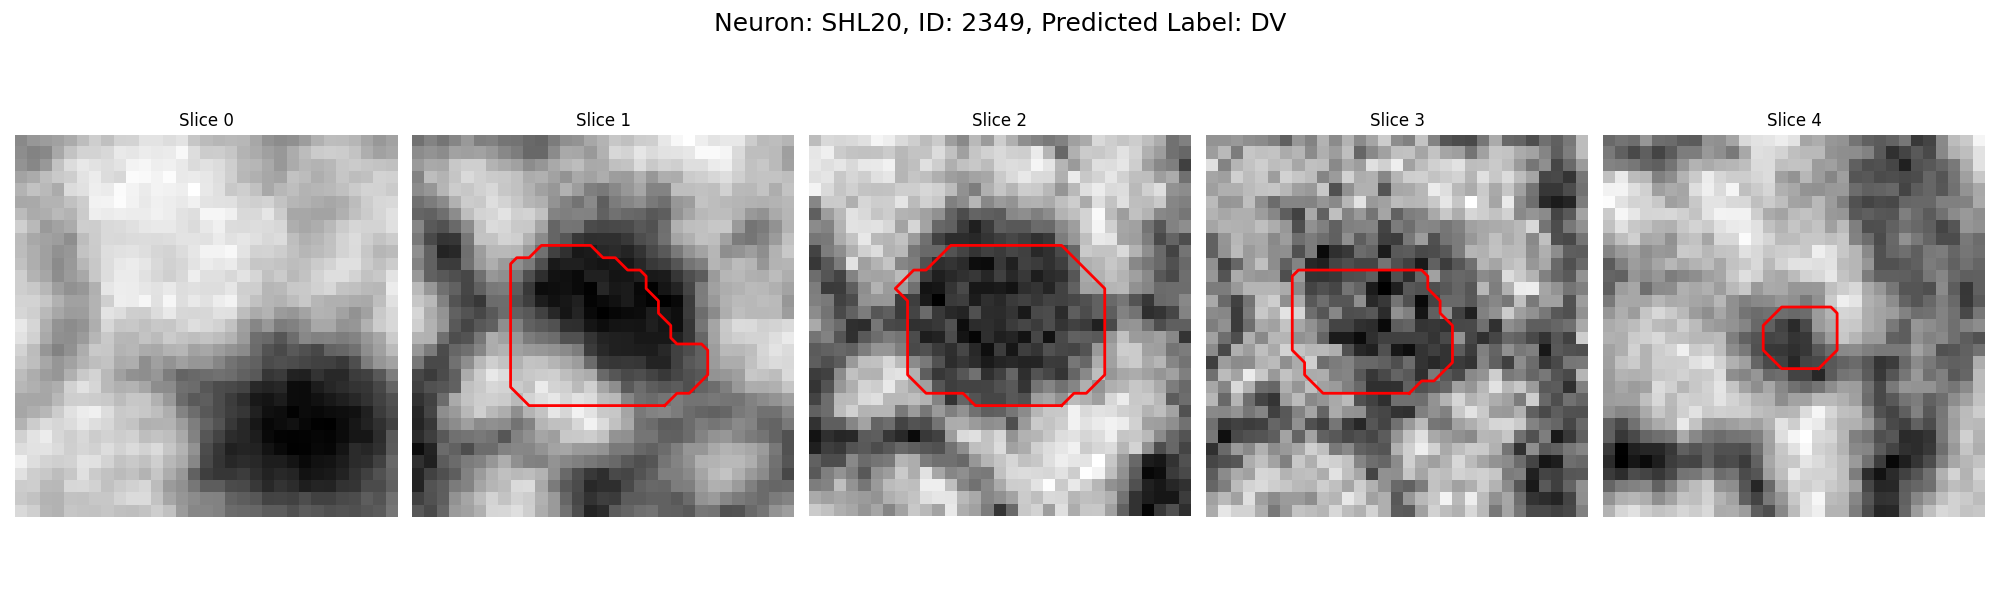 Neuron: SHL20, ID: 2349, Predicted Label: DV
Slice 0
Slice 1
Slice 2
Slice 3
Slice 4